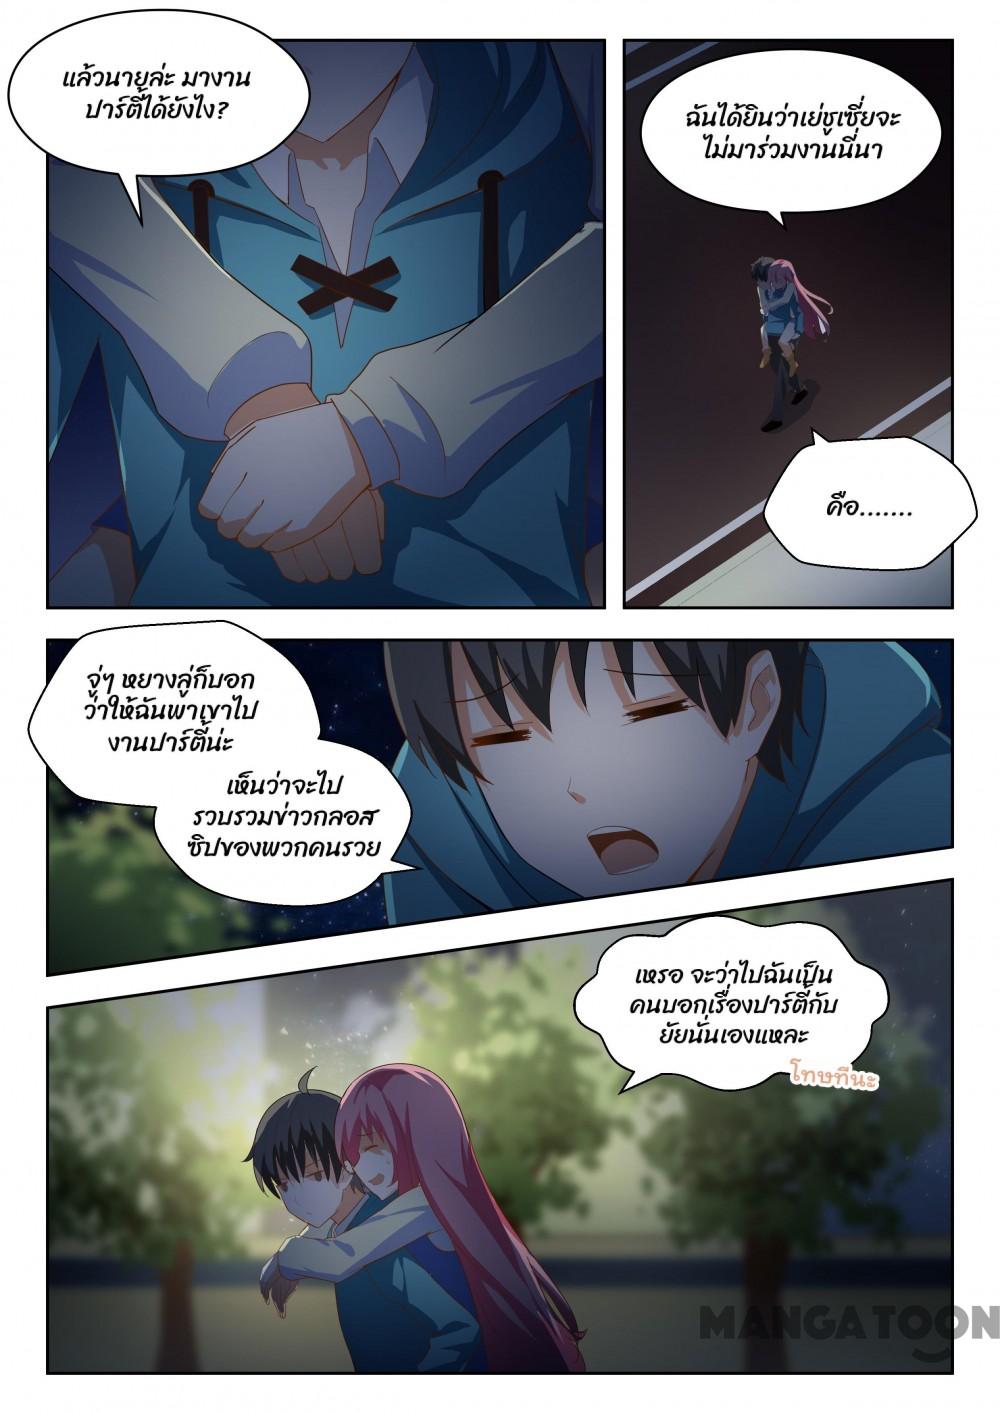 แล้วนายล่ะ มางาน
ปาร์ตี้ได้ยังไง?
ฉันได้ยินว่าเย่ชูเซี่ยจะ
ไม่มาร่วมงานนี่นา
คือ.......
จู่ๆ หยางลู่ก็บอก
ว่าให้ฉันพาเขาไป
งานปาร์ตี้น่ะ
เห็นว่าจะไป
รวบรวมข่าวกลอส
ซิปของพวกคนรวย
เหรอ จะว่าไปฉันเป็น
คนบอกเรื่องปาร์ตี้กับ
ยัยนั่นเองแหละ
โทษทีนะ
MANGATOON